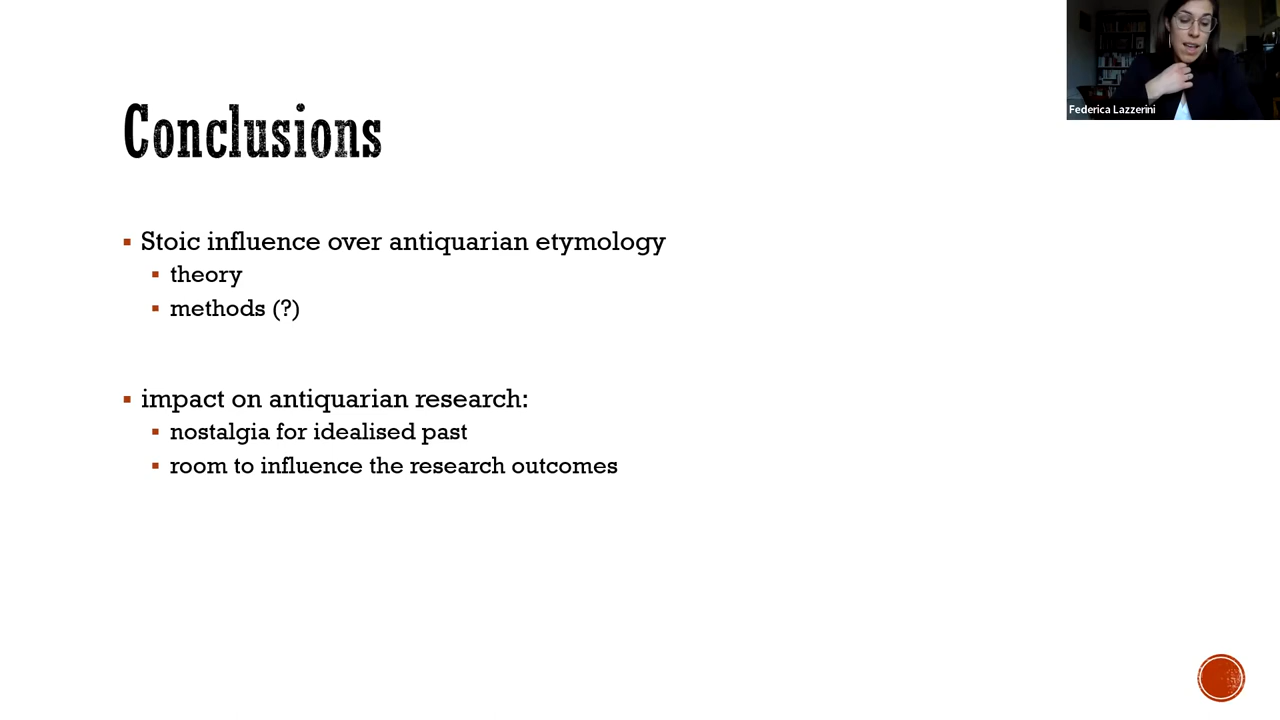 Federica Lazzerini
Conclusions
Stoic influence over antiquarian etymology
theory
methods (?)
impact on antiquarian research:
nostalgia for idealised past
room to influence the research outcomes